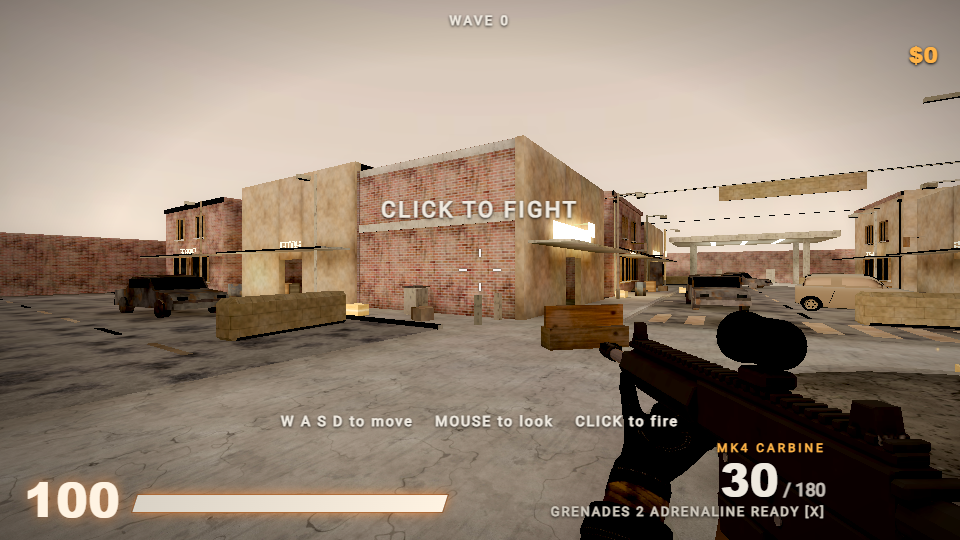 WAVE 0
$0
CLICK TO FIGHT
W A S D to move MOUSE to look CLICK to fire
MK4 CARBINE
30 / 180
100
GRENADES 2 ADRENALINE READY [X]